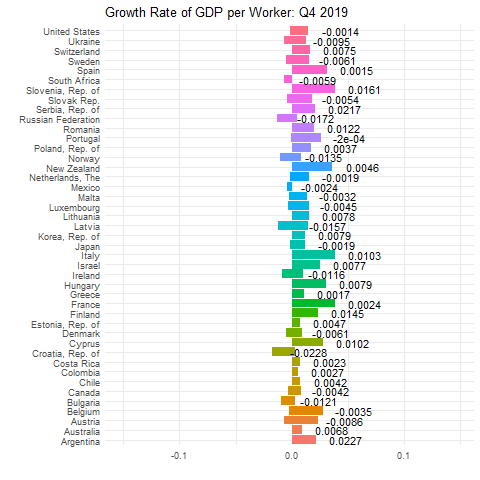 Growth Rate of GDP per Worker: Q4 2019
United States -0.0014
Ukraine -0.0095
Switzerland 0.0075
Sweden -0.0061
Spain 0.0015
South Africa -0.0059
Slovenia, Rep. of 0.0161
Slovak Rep. -0.0054
Serbia, Rep. of 0.0217
Russian Federation -0.0172
Romania 0.0122
Portugal -2e-04
Poland, Rep. of 0.0037
Norway -0.0135
New Zealand 0.0046
Netherlands, The -0.0019
Mexico -0.0024
Malta -0.0032
Luxembourg -0.0045
Lithuania 0.0078
Latvia -0.0157
Korea, Rep. of 0.0079
Japan -0.0019
Italy 0.0103
Israel 0.0077
Ireland -0.0116
Hungary 0.0079
Greece 0.0017
France 0.0024
Finland 0.0145
Estonia, Rep. of 0.0047
Denmark -0.0061
Cyprus 0.0102
Croatia, Rep. of -0.0228
Costa Rica 0.0023
Colombia 0.0027
Chile 0.0042
Canada -0.0042
Bulgaria -0.0121
Belgium -0.0035
Austria -0.0086
Australia 0.0068
Argentina 0.0227
-0.1 0.0 0.1